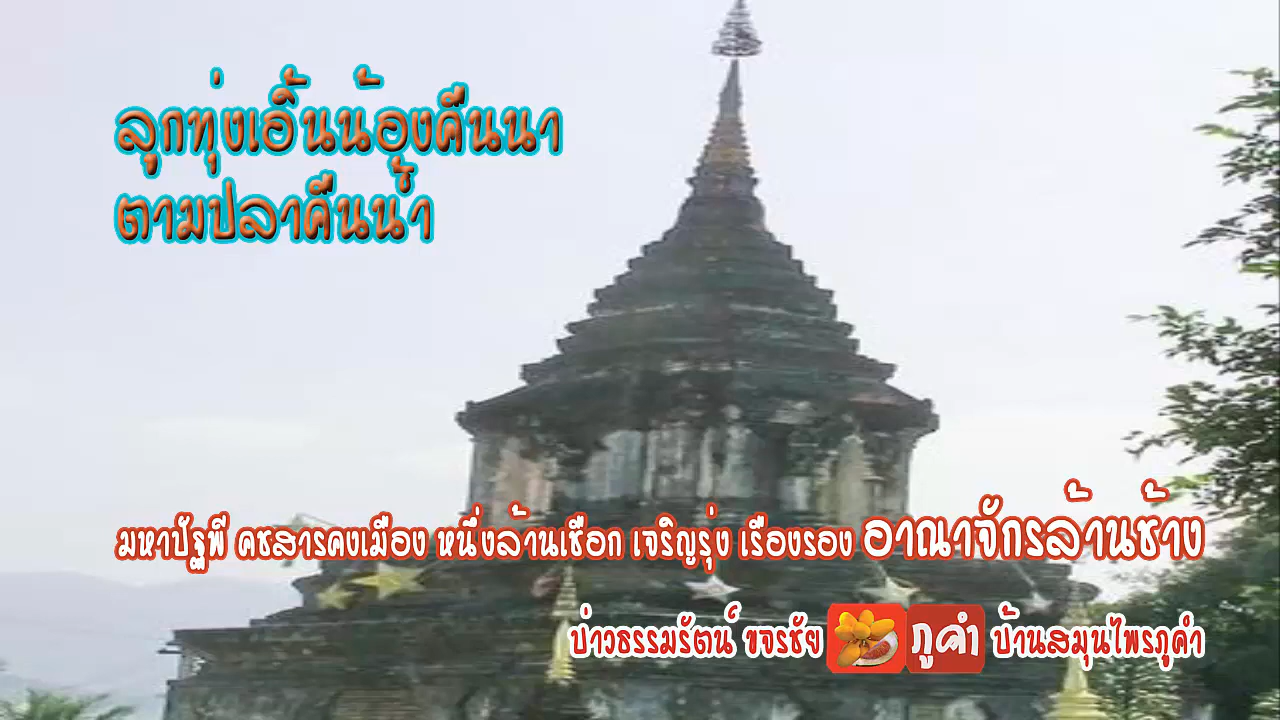 ลูกทุ่งเอิ้นน้องคืนนา
ตามปลาคืนน้ำ
มหาปัฐพี คชสารคงเมือง หนึ่งล้านเชือก เจริญรุ่ง เรืองรอง อาณาจักรล้านช้าง
บ่าวธรรมรัตน์ ขจรชัย ภูคำ บ้านสมุนไพรภูคำ